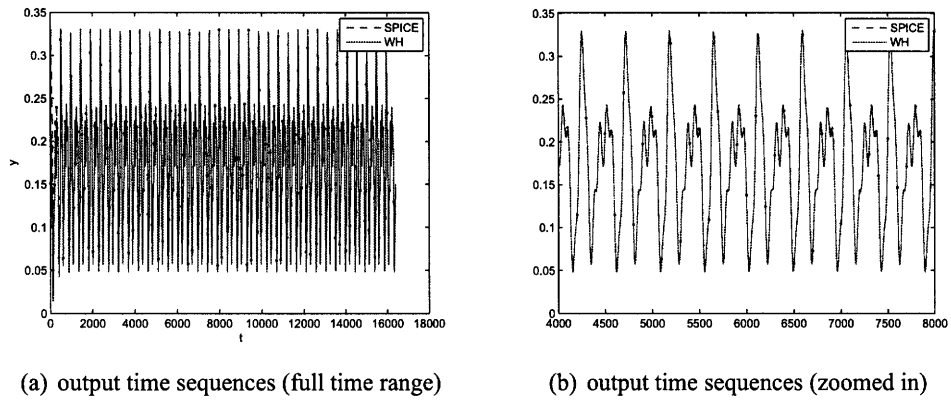 0.35
0.3
0.25
0.2
0.15
0.1
0.05
0
y
0 2000 4000 6000 8000 10000 12000 14000 16000 18000
t
SPICE
WH
(a) output time sequences (full time range)
0.35
0.3
0.25
0.2
0.15
0.1
0.05
0
4000 4500 5000 5500 6000 6500 7000 7500 8000
SPICE
WH
(b) output time sequences (zoomed in)